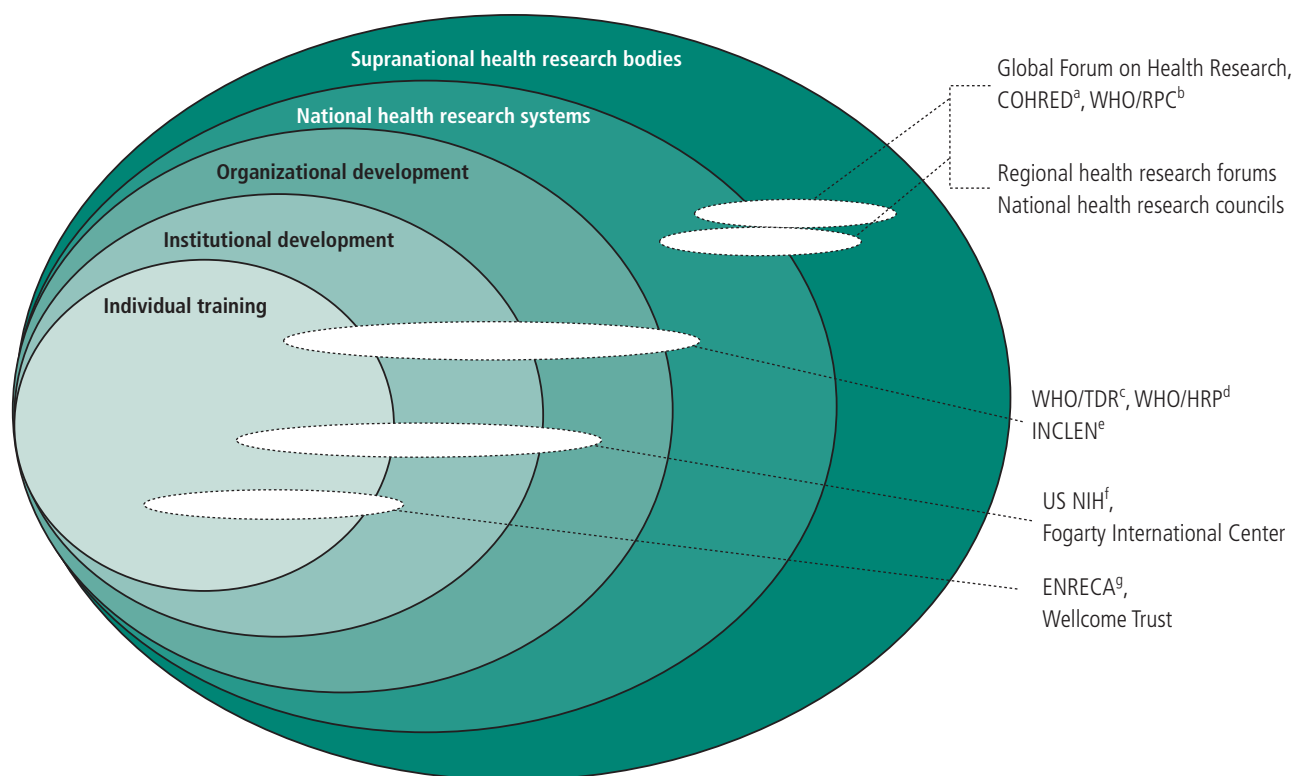 Supranational health research bodies
National health research systems
Organizational development
Institutional development
Individual training
Global Forum on Health Research,
COHREDᵃ, WHO/RPCᵇ
Regional health research forums
National health research councils
WHO/TDRᶜ, WHO/HRPᵈ
INCLENᵉ
US NIHᶠ,
Fogarty International Center
ENRECAᵍ,
Wellcome Trust